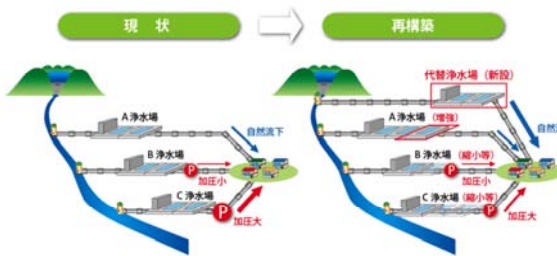 現 状
再構築
A 浄水場
自然流下
B 浄水場
P
加圧小
C 浄水場
P
加圧大
代替浄水場（新設）
A 浄水場
（増強）
自然
B 浄水場
（縮小等）
P
加圧小
C 浄水場
（縮小等）
P
加圧大